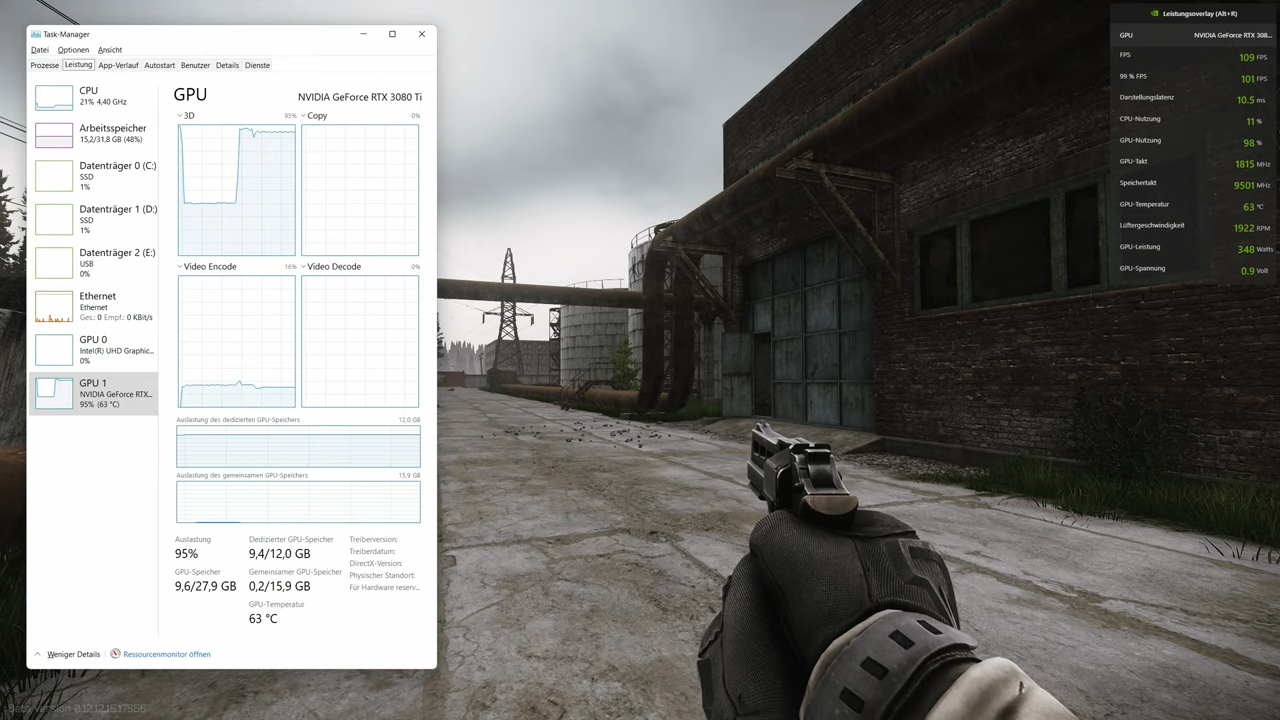 Task-Manager
Datei Optionen Ansicht
Prozesse Leistung App-Verlauf Autostart Benutzer Details Dienste
CPU
21% 4,40 GHz
Arbeitsspeicher
15,2/31,8 GB (48%)
Datenträger 0 (C:)
SSD
1%
Datenträger 1 (D:)
SSD
1%
Datenträger 2 (E:)
USB
0%
Ethernet
Ethernet
Ges.: 0 Empf.: 0 KBit/s
GPU 0
Intel(R) UHD Graphic...
0%
GPU 1
NVIDIA GeForce RTX...
95% (63 °C)
GPU NVIDIA GeForce RTX 3080 Ti
3D 95% Copy 0%
Video Encode 16% Video Decode 0%
Auslastung des dedizierten GPU-Speichers 12,0 GB
Auslastung des gemeinsamen GPU-Speichers 15,9 GB
Auslastung
95%
Dedizierter GPU-Speicher
9,4/12,0 GB
GPU-Speicher
9,6/27,9 GB
Gemeinsamer GPU-Speicher
0,2/15,9 GB
GPU-Temperatur
63 °C
Treiberversion:
Treiberdatum:
DirectX-Version:
Physischer Standort:
Für Hardware reserv...
Weniger Details Ressourcenmonitor öffnen
Leistungsoverlay (Alt+R)
GPU NVIDIA GeForce RTX 308...
FPS 109 FPS
99 % FPS 101 FPS
Darstellungslatenz 10.5 ms
CPU-Nutzung 11 %
GPU-Nutzung 98 %
GPU-Takt 1815 MHz
Speichertakt 9501 MHz
GPU-Temperatur 63 °C
Lüftergeschwindigkeit 1922 RPM
GPU-Leistung 348 Watts
GPU-Spannung 0.9 Volt
Beta version